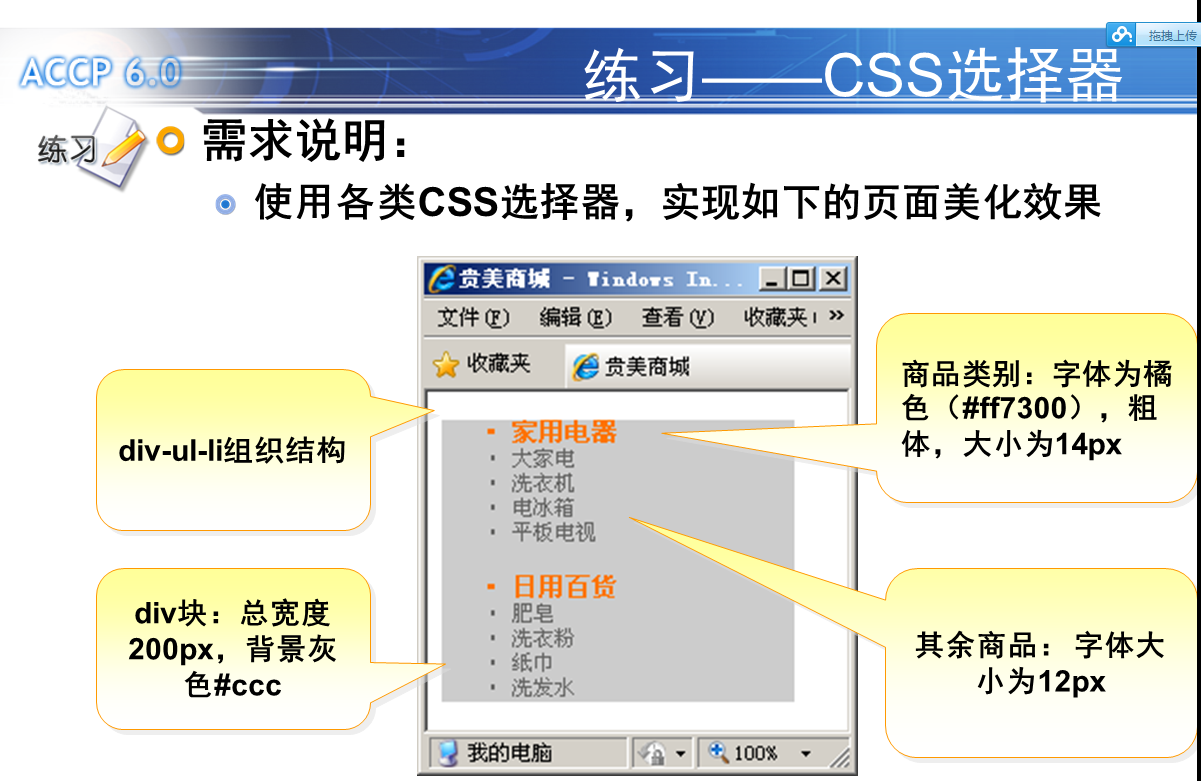 拖拽上传
ACCP 6.0
练习——CSS选择器
练习
需求说明：
使用各类CSS选择器，实现如下的页面美化效果
贵美商城 - Windows In...
文件(F) 编辑(E) 查看(V) 收藏夹 »
收藏夹 贵美商城
div-ul-li组织结构
商品类别：字体为橘
色（#ff7300），粗
体，大小为14px
家用电器
大家电
洗衣机
电冰箱
平板电视
日用百货
肥皂
洗衣粉
纸巾
洗发水
div块：总宽度
200px，背景灰
色#ccc
其余商品：字体大
小为12px
我的电脑 100%